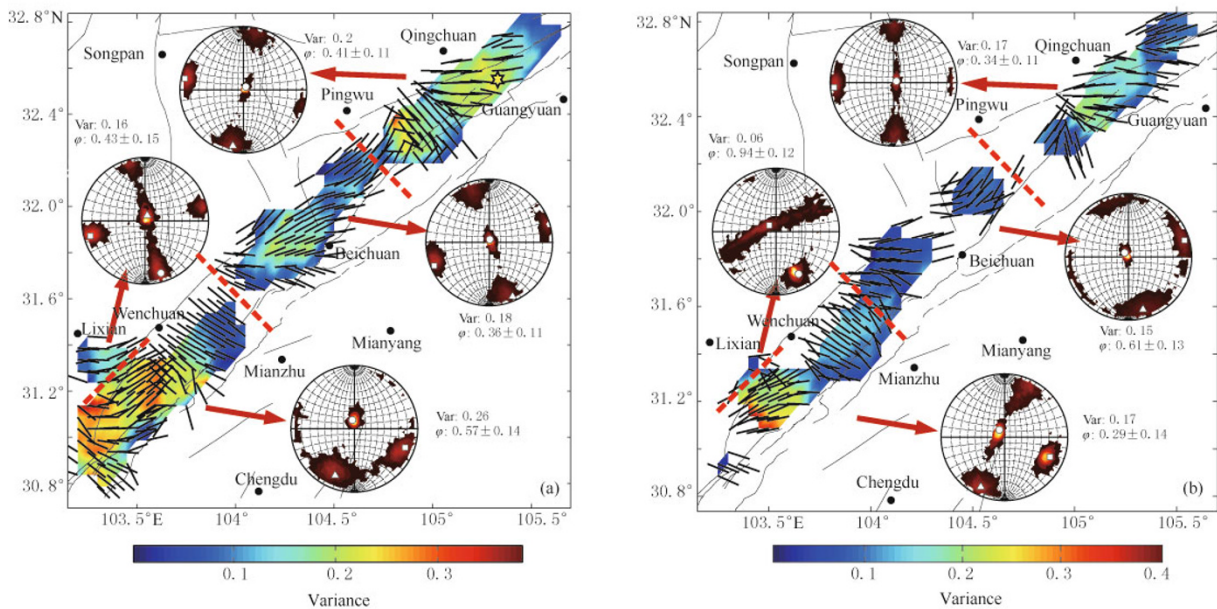 32.8°N
32.4
32.0
31.6
31.2
30.8
103.5°E
104°
104.5°
105°
105.5°
Songpan
Qingchuan
Pingwu
Guangyuan
Beichuan
Wenchuan
Lixian
Mianyang
Mianzhu
Chengdu
Var: 0.2
φ: 0.41±0.11
Var: 0.16
φ: 0.43±0.15
Var: 0.18
φ: 0.36±0.11
Var: 0.26
φ: 0.57±0.14
(a)
0.1
0.2
0.3
Variance
32.8°N
32.4
32.0
31.6
31.2
30.8
103.5°E
104°
104.5°
105°
105.5°
Songpan
Qingchuan
Pingwu
Guangyuan
Beichuan
Wenchuan
Lixian
Mianyang
Mianzhu
Chengdu
Var: 0.17
φ: 0.34±0.11
Var: 0.06
φ: 0.94±0.12
Var: 0.15
φ: 0.61±0.13
Var: 0.17
φ: 0.29±0.14
(b)
0.1
0.2
0.3
0.4
Variance